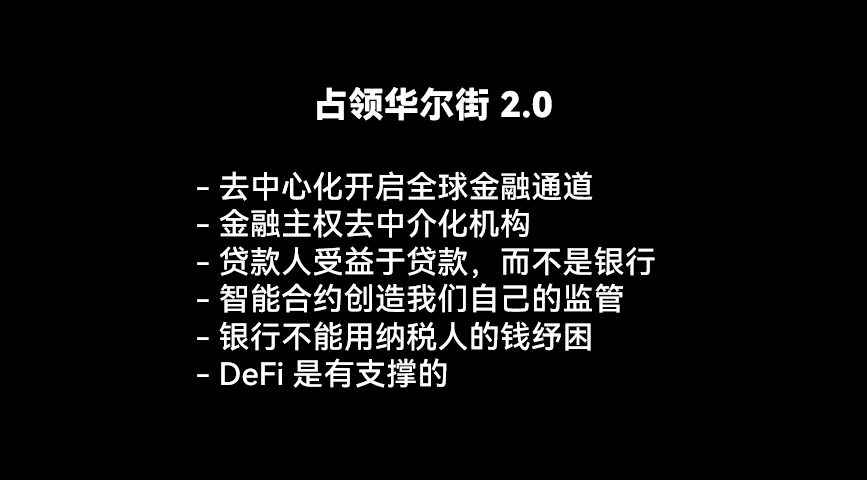 占领华尔街 2.0
– 去中心化开启全球金融通道
– 金融主权去中介化机构
– 贷款人受益于贷款，而不是银行
– 智能合约创造我们自己的监管
– 银行不能用纳税人的钱纾困
– DeFi 是有支撑的